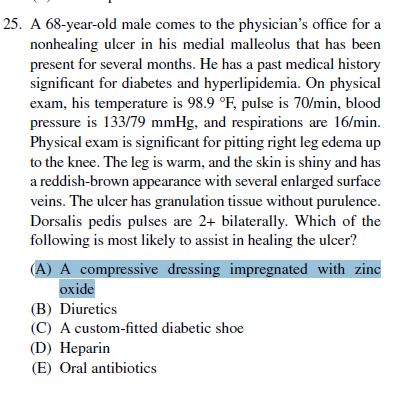 25. A 68-year-old male comes to the physician's office for a
nonhealing ulcer in his medial malleolus that has been
present for several months. He has a past medical history
significant for diabetes and hyperlipidemia. On physical
exam, his temperature is 98.9 °F, pulse is 70/min, blood
pressure is 133/79 mmHg, and respirations are 16/min.
Physical exam is significant for pitting right leg edema up
to the knee. The leg is warm, and the skin is shiny and has
a reddish-brown appearance with several enlarged surface
veins. The ulcer has granulation tissue without purulence.
Dorsalis pedis pulses are 2+ bilaterally. Which of the
following is most likely to assist in healing the ulcer?
(A) A compressive dressing impregnated with zinc
oxide
(B) Diuretics
(C) A custom-fitted diabetic shoe
(D) Heparin
(E) Oral antibiotics